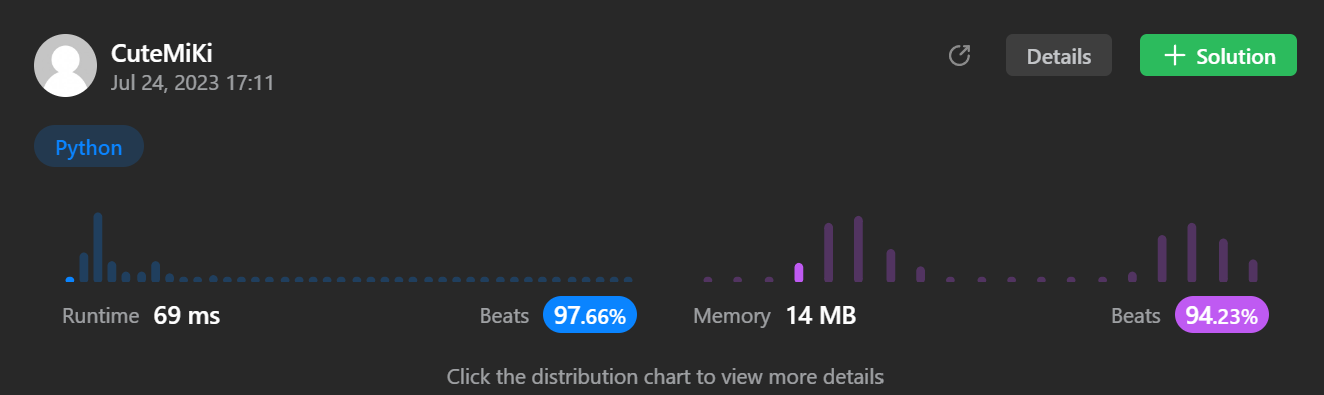 CuteMiKi
Jul 24, 2023 17:11
Details
Solution
Python
Runtime 69 ms Beats 97.66%
Memory 14 MB Beats 94.23%
Click the distribution chart to view more details